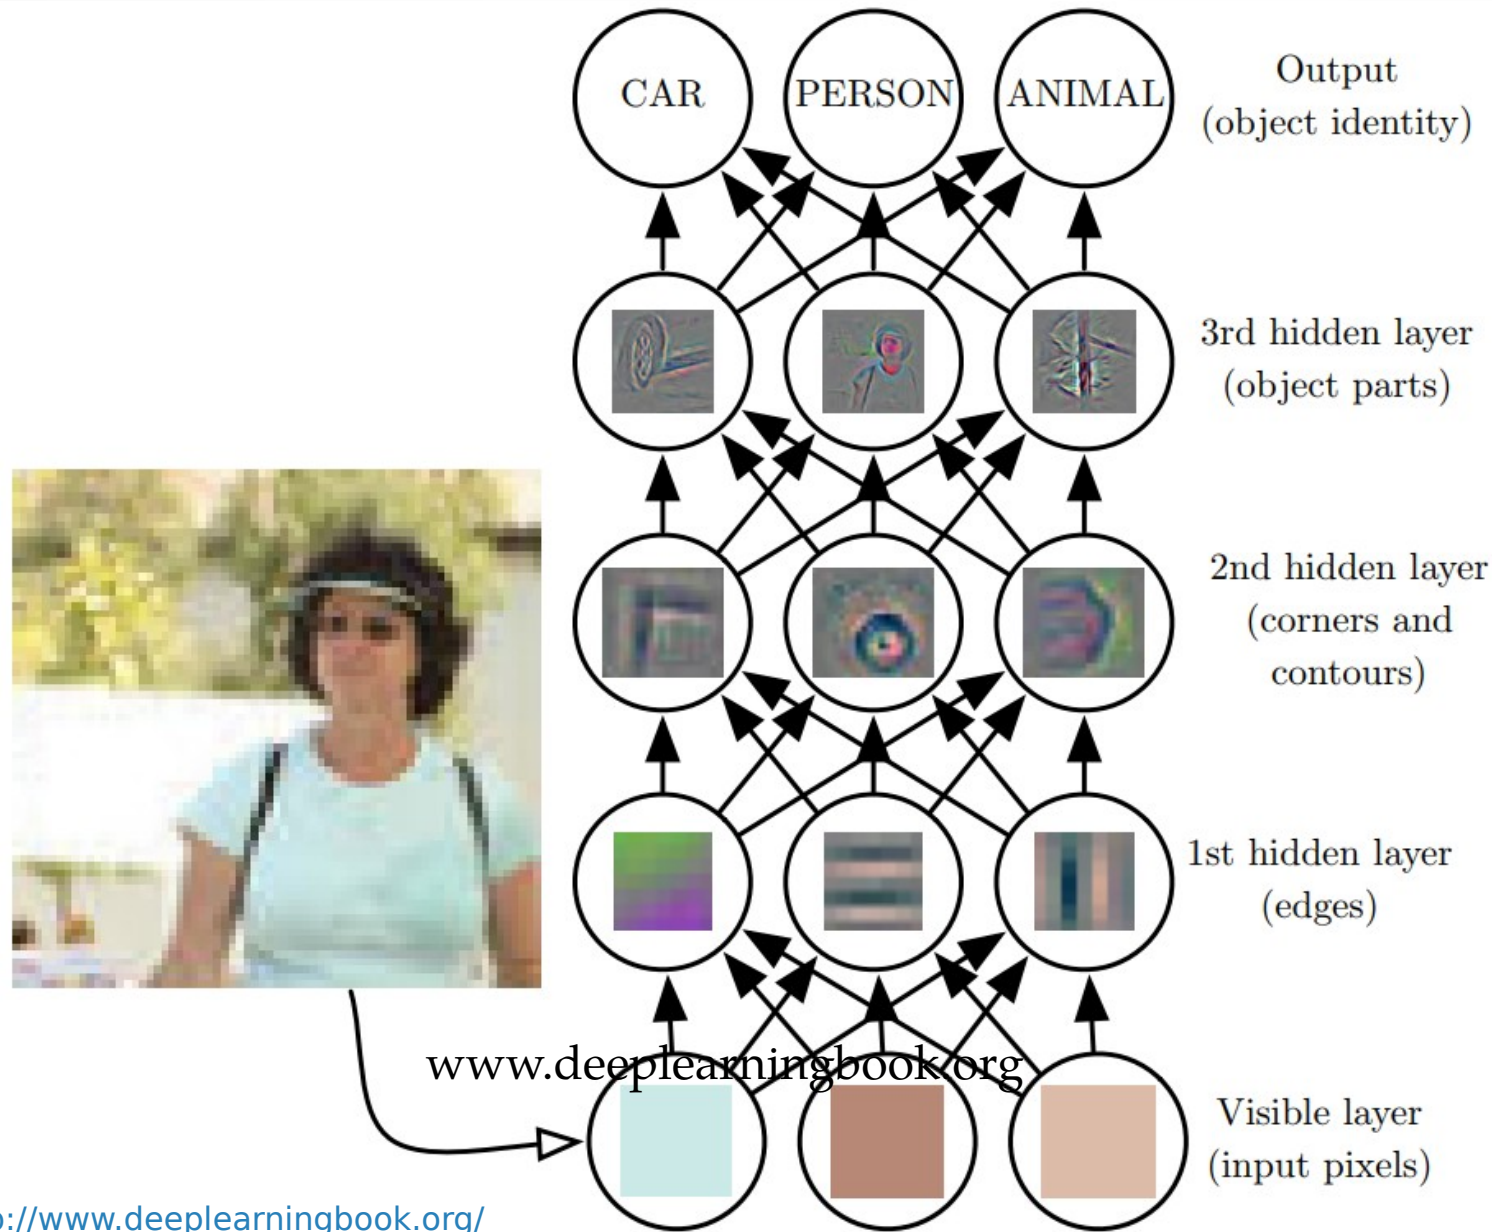 CAR
PERSON
ANIMAL
Output
(object identity)
3rd hidden layer
(object parts)
2nd hidden layer
(corners and
contours)
1st hidden layer
(edges)
www.deeplearningbook.org
Visible layer
(input pixels)
://www.deeplearningbook.org/